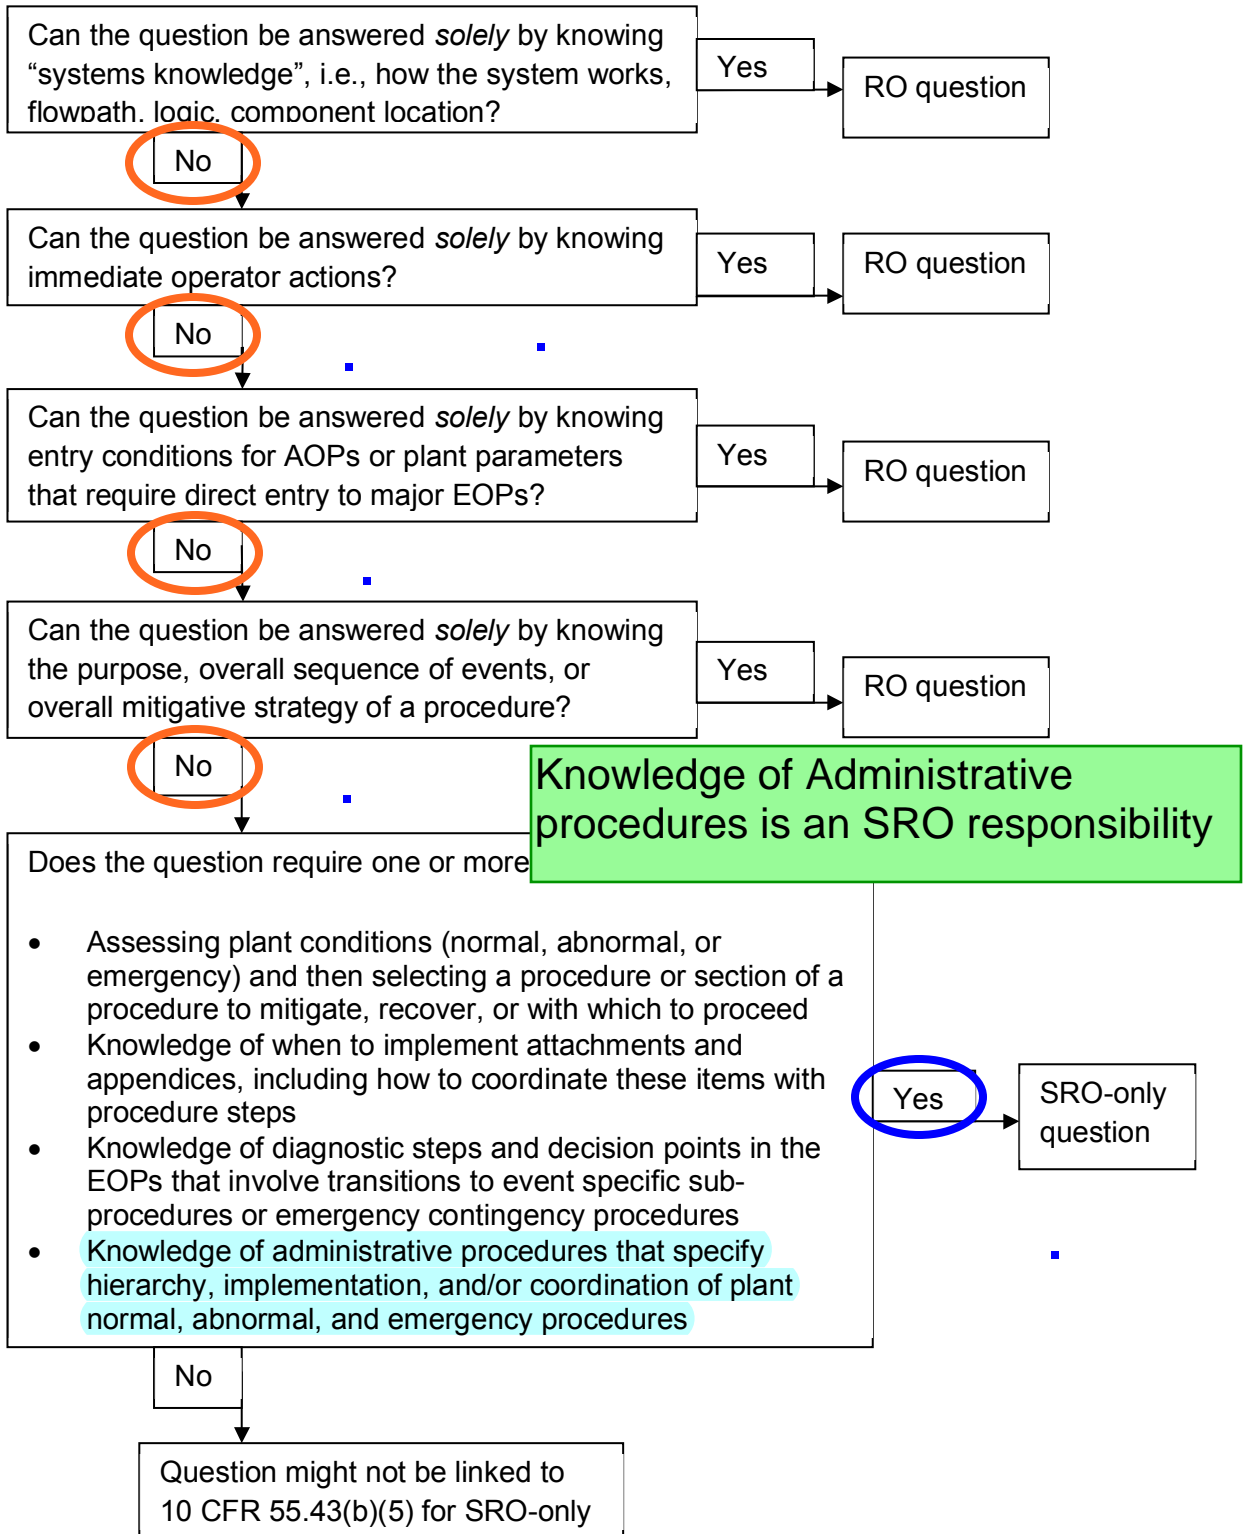 Can the question be answered solely by knowing
“systems knowledge”, i.e., how the system works,
flowpath, logic, component location?
Yes
RO question
No
Can the question be answered solely by knowing
immediate operator actions?
Yes
RO question
No
Can the question be answered solely by knowing
entry conditions for AOPs or plant parameters
that require direct entry to major EOPs?
Yes
RO question
No
Can the question be answered solely by knowing
the purpose, overall sequence of events, or
overall mitigative strategy of a procedure?
Yes
RO question
No
Knowledge of Administrative
procedures is an SRO responsibility
Does the question require one or more
• Assessing plant conditions (normal, abnormal, or
emergency) and then selecting a procedure or section of a
procedure to mitigate, recover, or with which to proceed
• Knowledge of when to implement attachments and
appendices, including how to coordinate these items with
procedure steps
• Knowledge of diagnostic steps and decision points in the
EOPs that involve transitions to event specific sub-
procedures or emergency contingency procedures
• Knowledge of administrative procedures that specify
hierarchy, implementation, and/or coordination of plant
normal, abnormal, and emergency procedures
Yes
SRO-only
question
No
Question might not be linked to
10 CFR 55.43(b)(5) for SRO-only